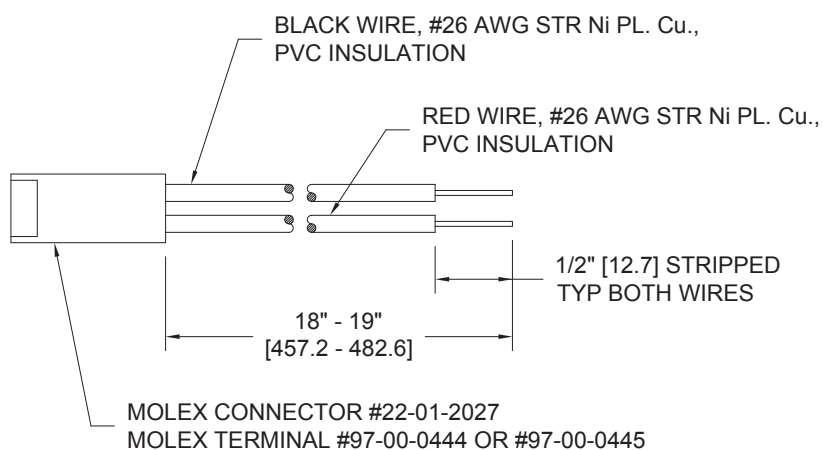 BLACK WIRE, #26 AWG STR Ni PL. Cu.,
PVC INSULATION
RED WIRE, #26 AWG STR Ni PL. Cu.,
PVC INSULATION
1/2" [12.7] STRIPPED
TYP BOTH WIRES
18" - 19"
[457.2 - 482.6]
MOLEX CONNECTOR #22-01-2027
MOLEX TERMINAL #97-00-0444 OR #97-00-0445